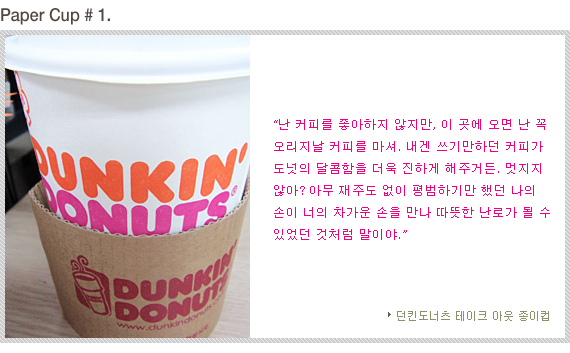 Paper Cup # 1.
DUNKIN'
DONUTS
DUNKIN'
DONUTS
“난 커피를 좋아하지 않지만, 이 곳에 오면 난 꼭
오리지날 커피를 마셔. 내겐 쓰기만하던 커피가
도넛의 달콤함을 더욱 진하게 해주거든. 멋지지
않아? 아무 재주도 없이 평범하기만 했던 나의
손이 너의 차가운 손을 만나 따뜻한 난로가 될 수
있었던 것처럼 말이야.”
던킨도너츠 테이크 아웃 종이컵